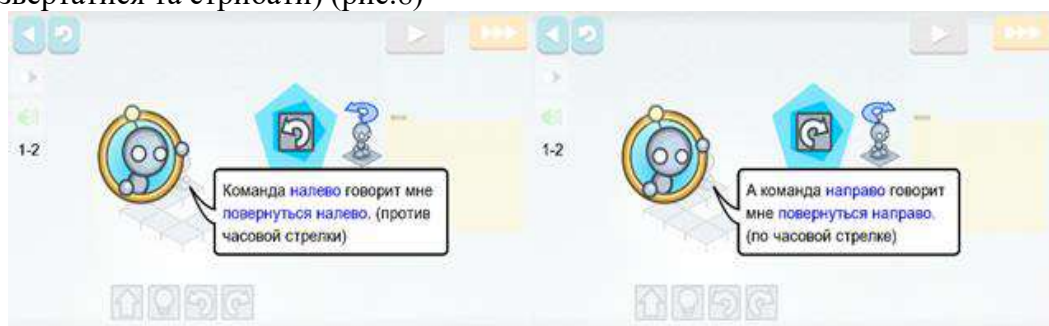 звертатися та стрибати) (рис.6)
1-2
Команда налево говорит мне
повернуться налево. (против
часовой стрелки)
1-2
А команда направо говорит
мне повернуться направо.
(по часовой стрелке)